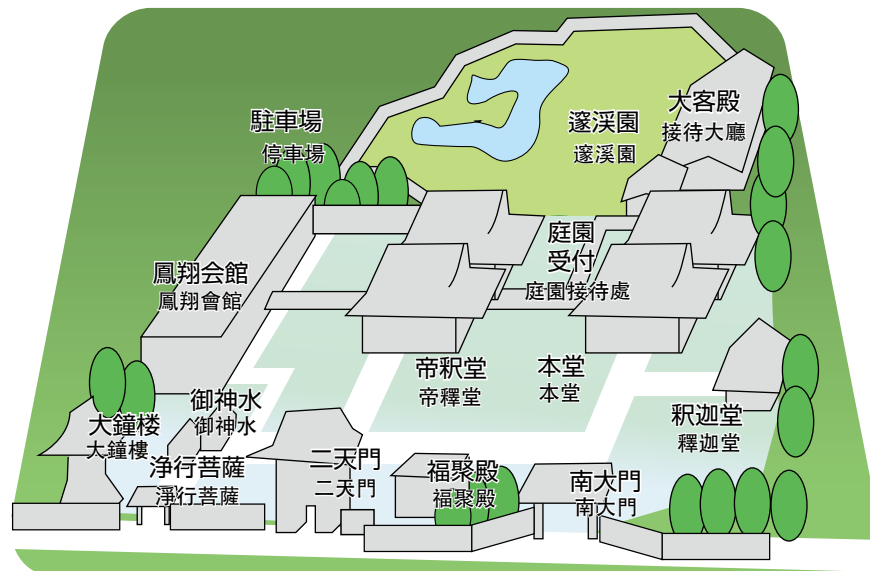 駐車場
停車場
邃渓園
邃溪園
大客殿
接待大廳
庭園
受付
庭園接待處
鳳翔会館
鳳翔會館
帝釈堂
帝釋堂
本堂
本堂
御神水
御神水
釈迦堂
釋迦堂
大鐘楼
大鐘樓
浄行菩薩
淨行菩薩
二天門
二天門
福聚殿
福聚殿
南大門
南大門